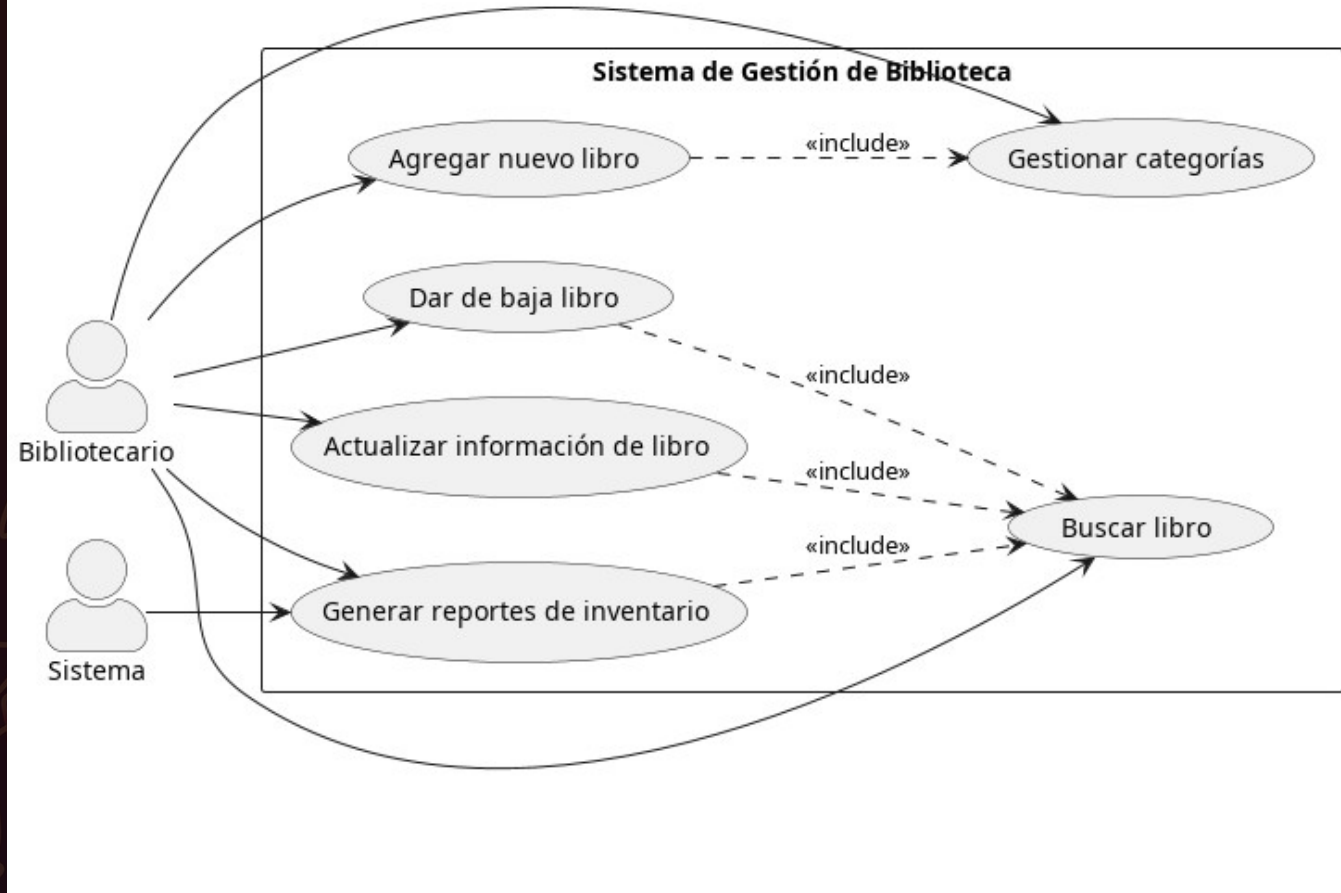 Sistema de Gestión de Biblioteca
Agregar nuevo libro
«include»
Gestionar categorías
Dar de baja libro
«include»
Actualizar información de libro
«include»
Bibliotecario
Buscar libro
«include»
Generar reportes de inventario
Sistema